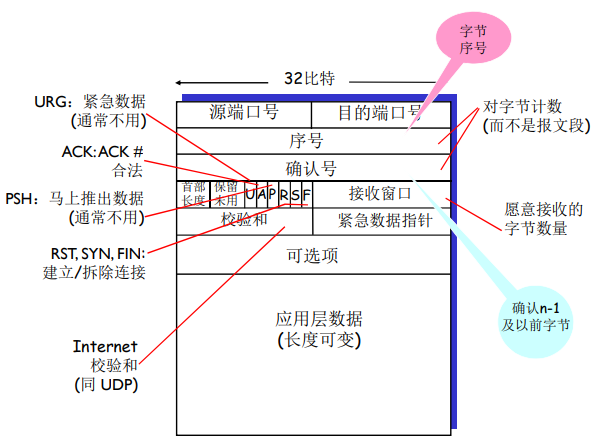 字节
序号
32比特
URG：紧急数据
(通常不用)
源端口号
目的端口号
对字节计数
(而不是报文段)
序号
ACK:ACK #
合法
确认号
PSH：马上推出数据
(通常不用)
首部
长度
保留
未用
U
A
P
R
S
F
接收窗口
愿意接收的
字节数量
校验和
紧急数据指针
RST, SYN, FIN:
建立/拆除连接
可选项
应用层数据
(长度可变)
确认n-1
及以前字节
Internet
校验和
(同 UDP)